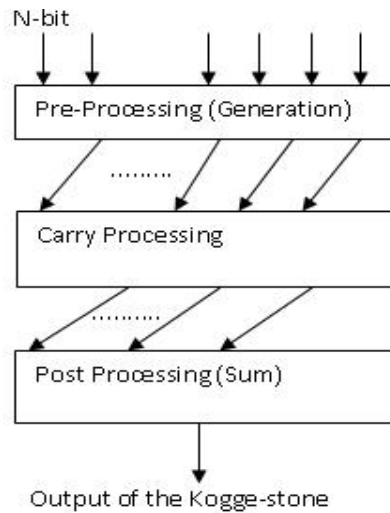 N-bit
Pre-Processing (Generation)
.........
Carry Processing
..........
Post Processing (Sum)
Output of the Kogge-stone